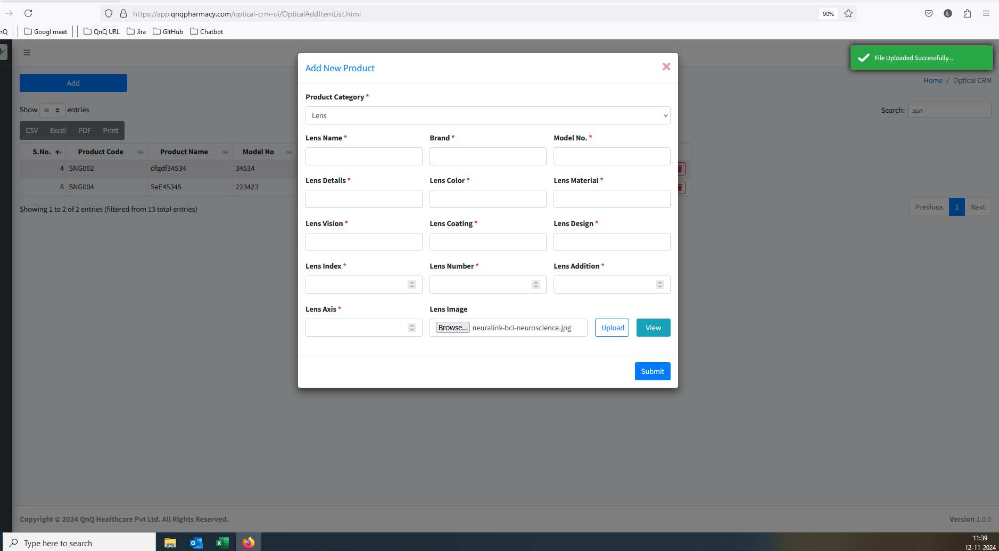 https://app.qnqpharmacy.com/optical-crm-ui/OpticalAddItemList.html 90% L
nQ Googl meet QnQ URL Jira GitHub Chatbot
File Uploaded Successfully...
Add New Product
Add
Home / Optical CRM
Product Category *
Lens
Show 10 entries
Search: sun
CSV Excel PDF Print
Lens Name * Brand * Model No. *
S.No. Product Code Product Name Model No
4 SNG002 dfgdf34534 34534
8 SNG004 SeE45345 223423
Lens Details * Lens Color * Lens Material *
Showing 1 to 2 of 2 entries (filtered from 13 total entries)
Previous 1 Next
Lens Vision * Lens Coating * Lens Design *
Lens Index * Lens Number * Lens Addition *
Lens Axis * Lens Image
Browse... neuralink-bci-neuroscience.jpg Upload View
Submit
Copyright © 2024 QnQ Healthcare Pvt Ltd. All Rights Reserved.
Version 1.0.0
Type here to search
11:39
12-11-2024